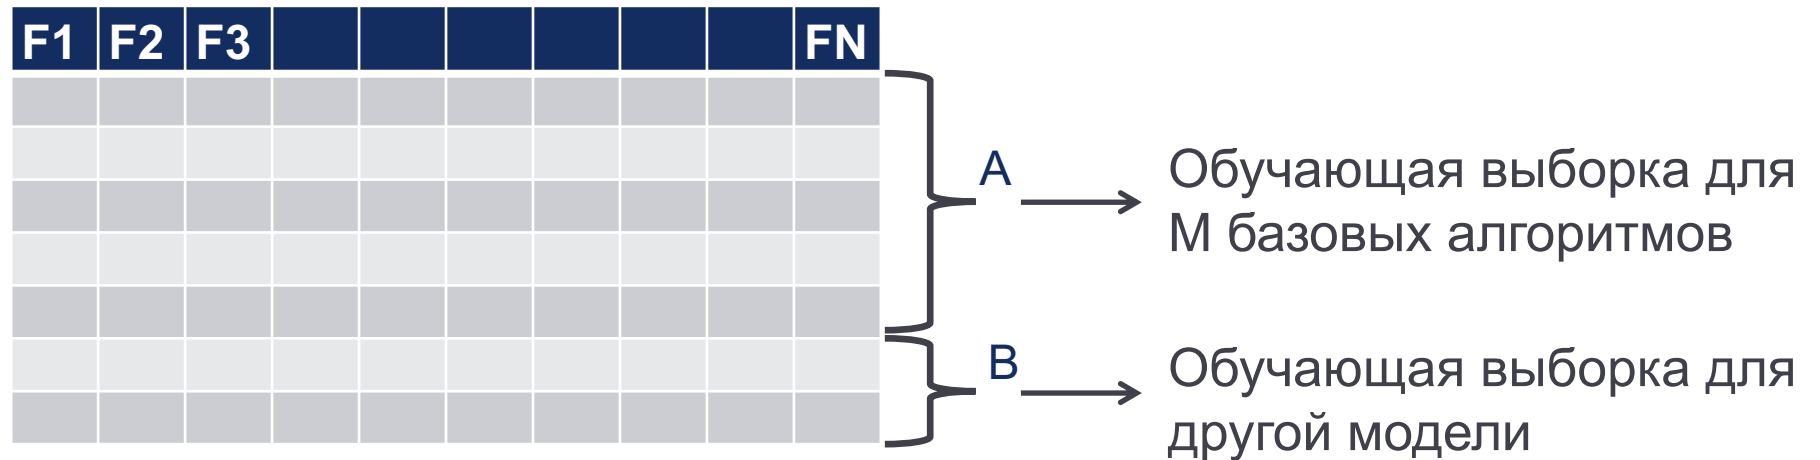 F1 F2 F3 FN
A
Обучающая выборка для
М базовых алгоритмов
B
Обучающая выборка для
другой модели